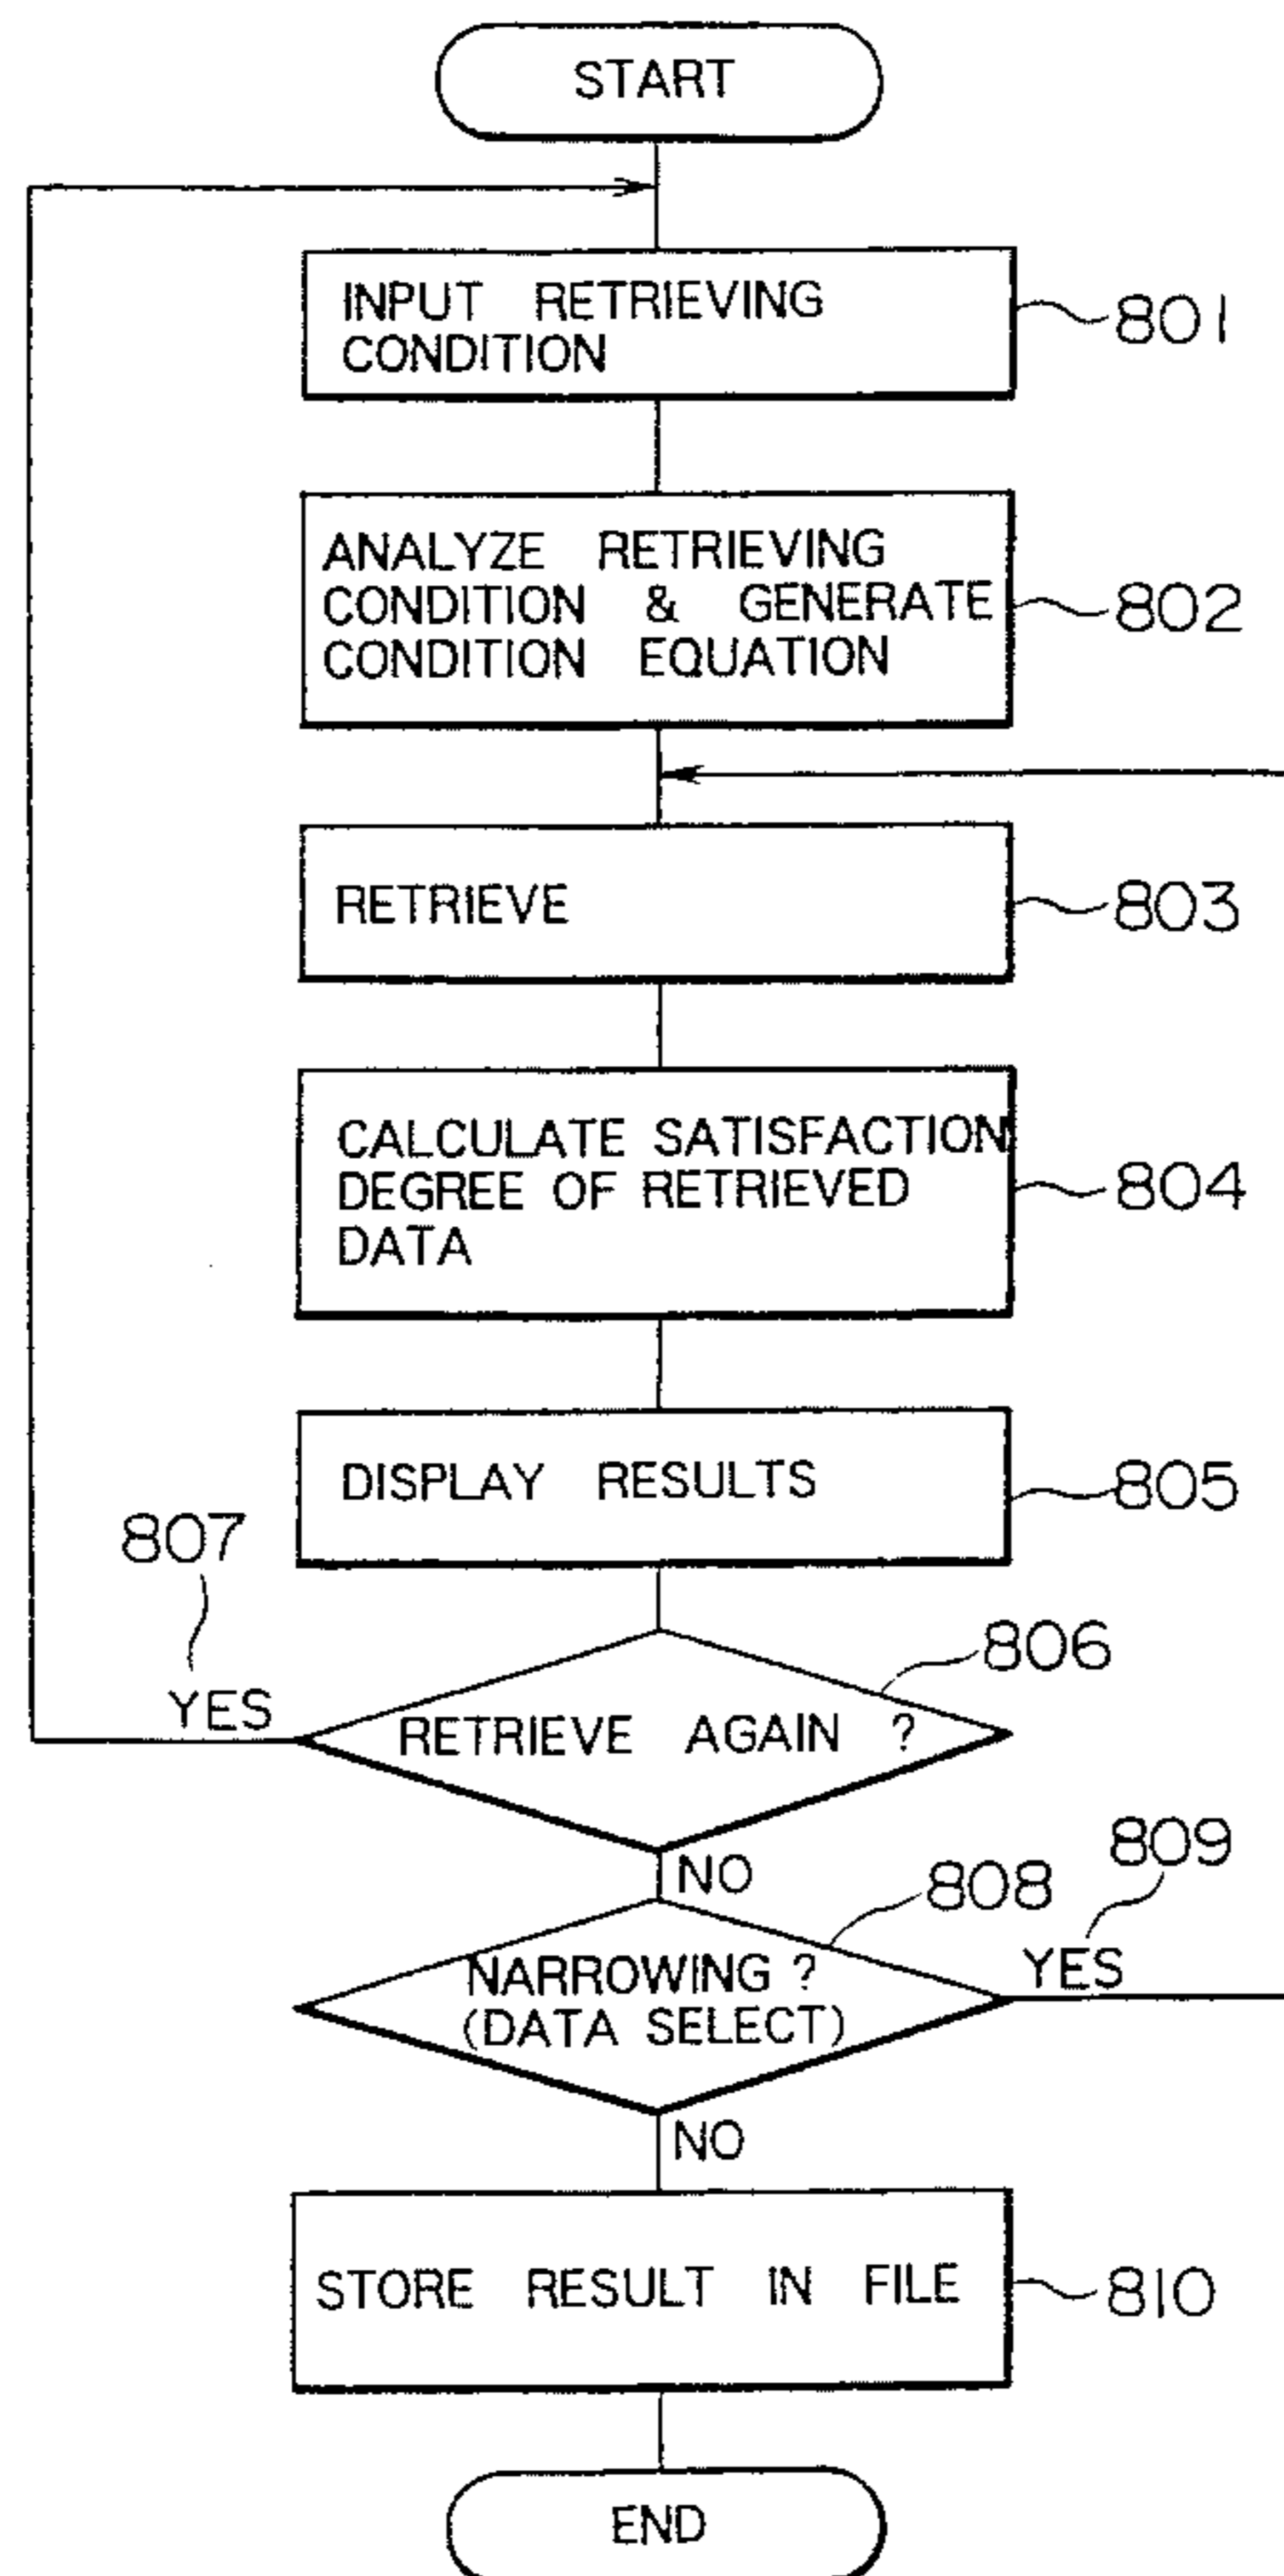 START
INPUT RETRIEVING
CONDITION
801
ANALYZE RETRIEVING
CONDITION & GENERATE
CONDITION EQUATION
802
RETRIEVE
803
CALCULATE SATISFACTION
DEGREE OF RETRIEVED
DATA
804
DISPLAY RESULTS
805
807
YES
806
RETRIEVE AGAIN ?
NO
808
809
NARROWING ?
(DATA SELECT)
YES
NO
STORE RESULT IN FILE
810
END